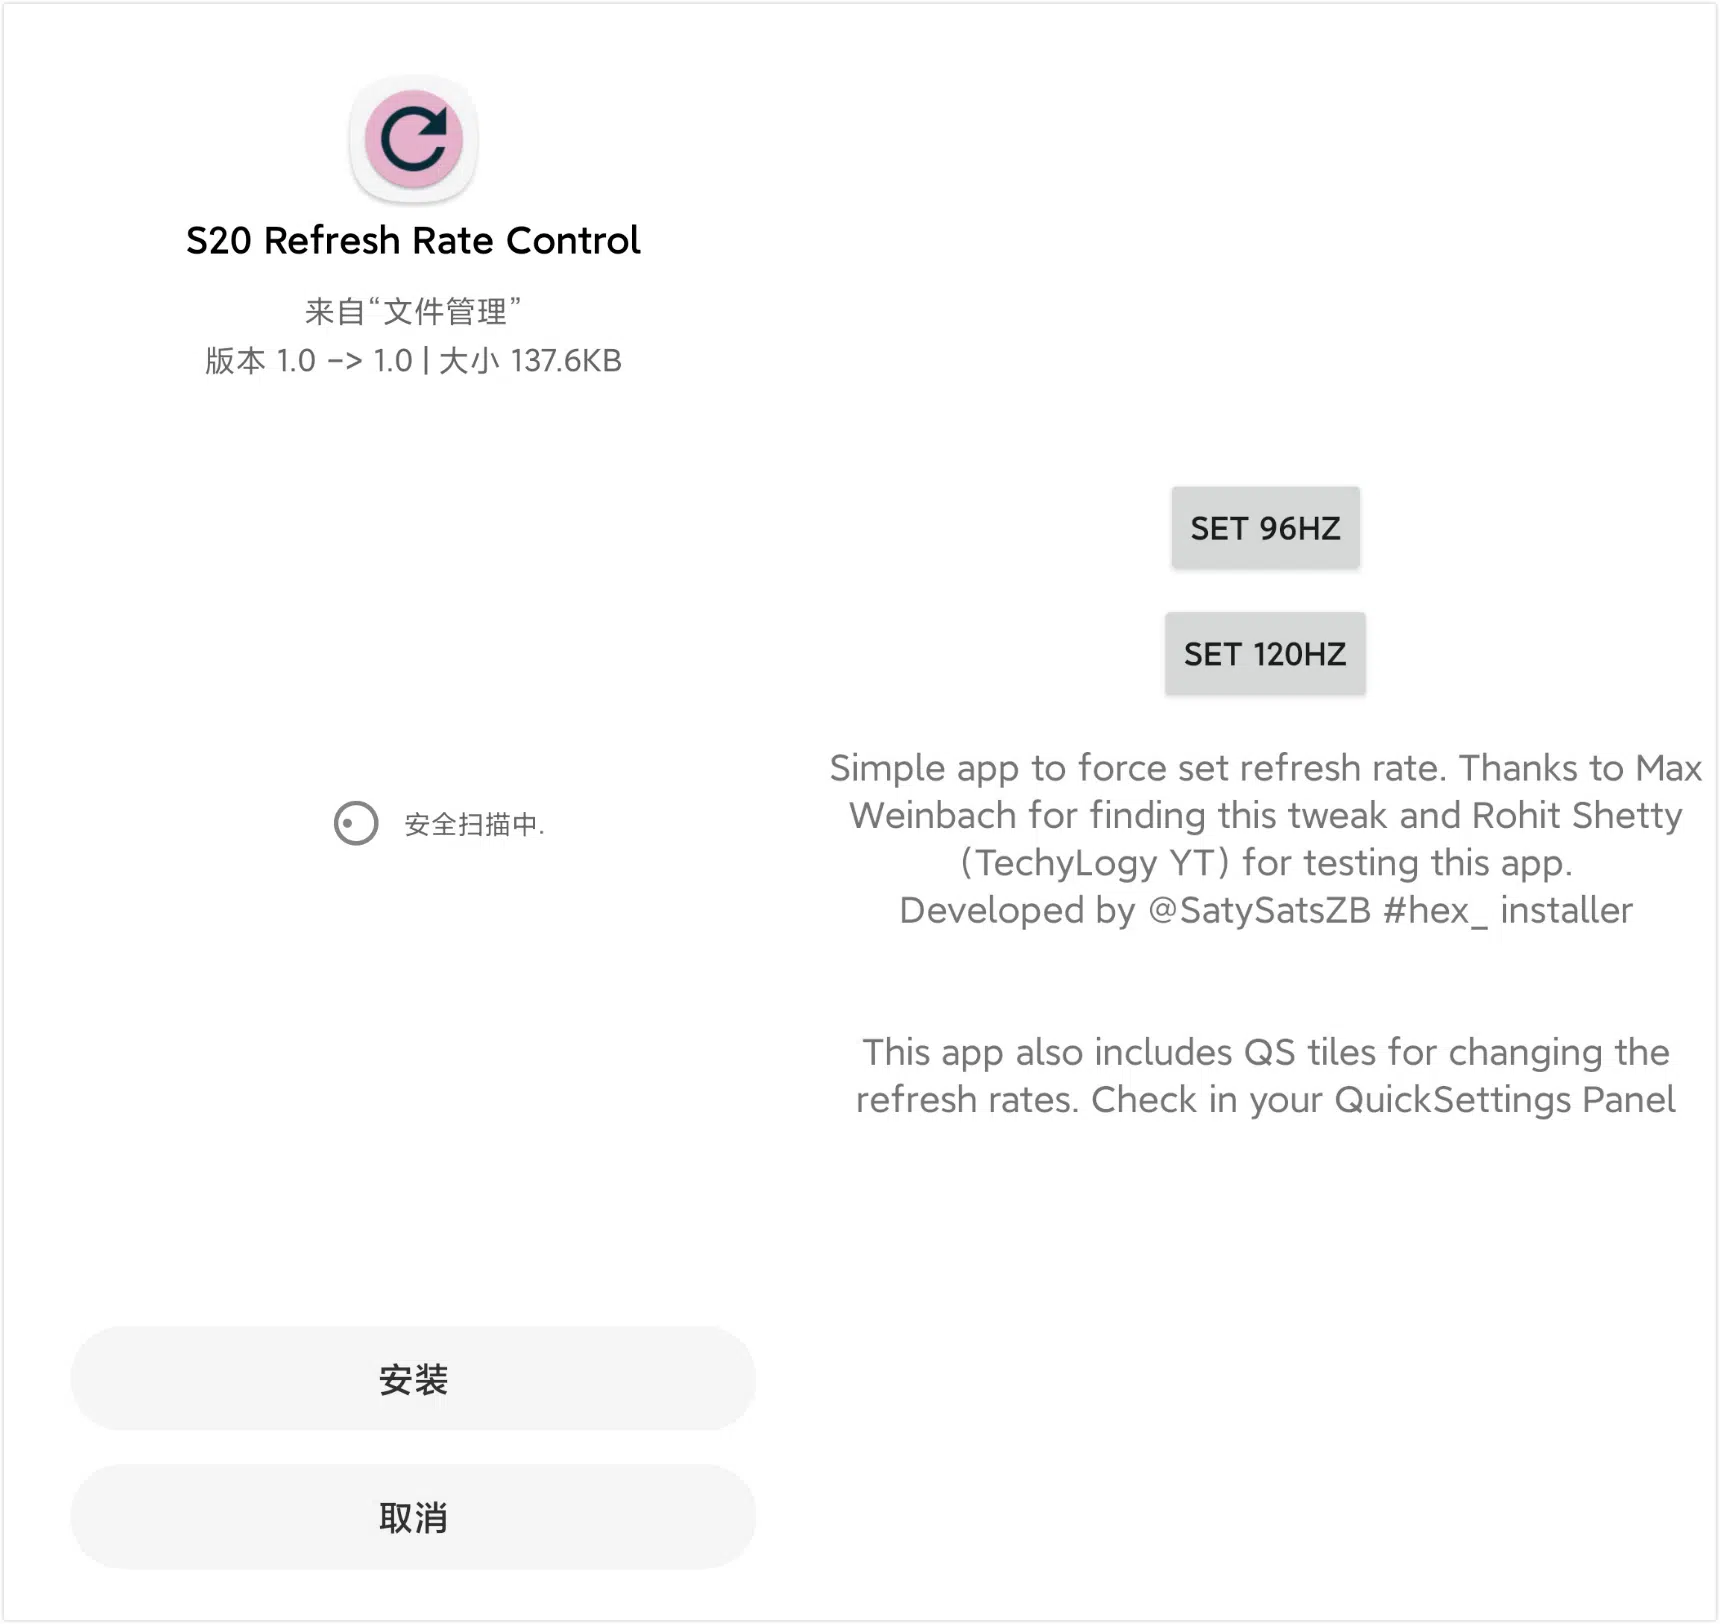 S20 Refresh Rate Control
来自“文件管理”
版本 1.0 -> 1.0 | 大小 137.6KB
安全扫描中.
安装
取消
SET 96HZ
SET 120HZ
Simple app to force set refresh rate. Thanks to Max
Weinbach for finding this tweak and Rohit Shetty
(TechyLogy YT) for testing this app.
Developed by @SatySatsZB #hex_ installer
This app also includes QS tiles for changing the
refresh rates. Check in your QuickSettings Panel